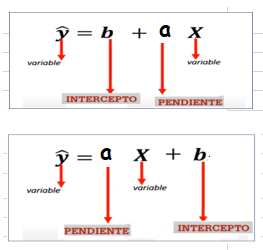 ŷ = b + a X
variable variable
INTERCEPTO PENDIENTE
ŷ = a X + b.
variable variable
PENDIENTE INTERCEPTO